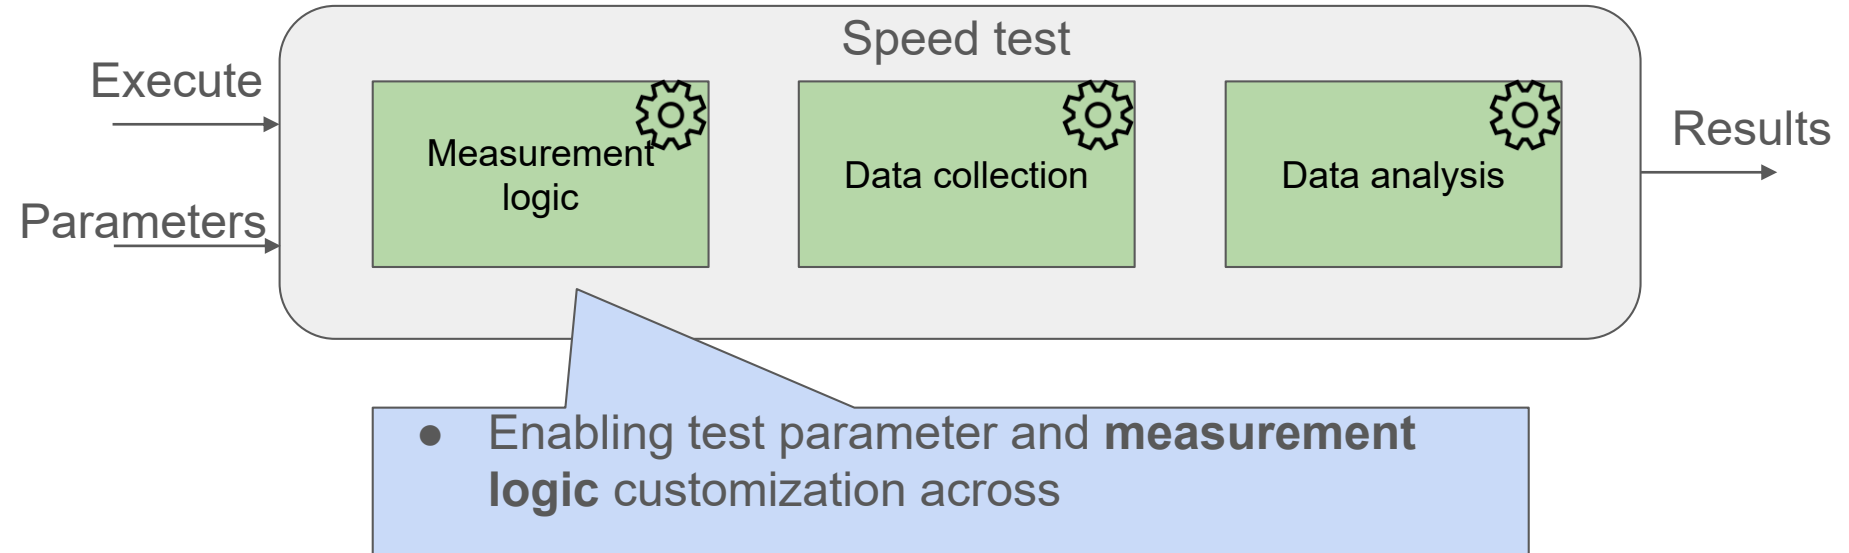 Speed test
Execute
Parameters
Measurement
logic
Data collection
Data analysis
Results
● Enabling test parameter and measurement
logic customization across